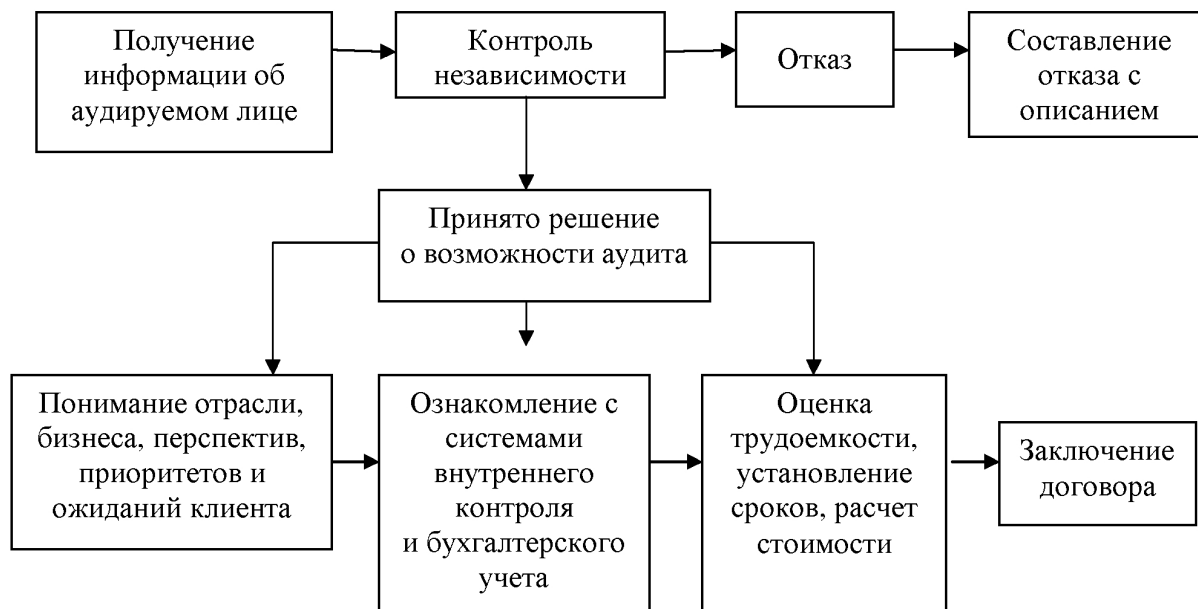 Получение
информации об
аудируемом лице
Контроль
независимости
Отказ
Составление
отказа с
описанием
Принято решение
о возможности аудита
Понимание отрасли,
бизнеса, перспектив,
приоритетов и
ожиданий клиента
Ознакомление с
системами
внутреннего
контроля
и бухгалтерского
учета
Оценка
трудоемкости,
установление
сроков, расчет
стоимости
Заключение
договора